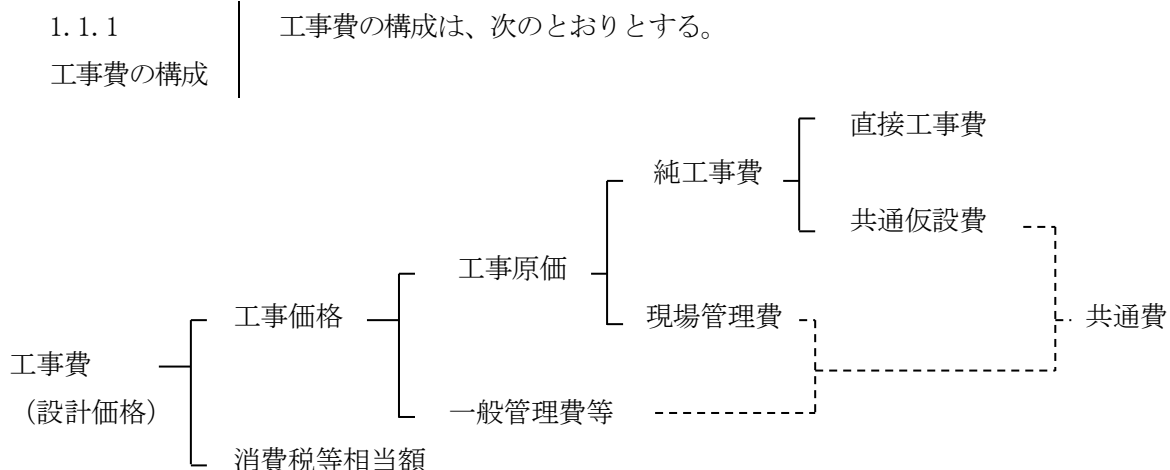 1.1.1
工事費の構成
工事費の構成は、次のとおりとする。
直接工事費
純工事費
共通仮設費
工事原価
工事価格
現場管理費
共通費
工事費
（設計価格）
一般管理費等
消費税等相当額